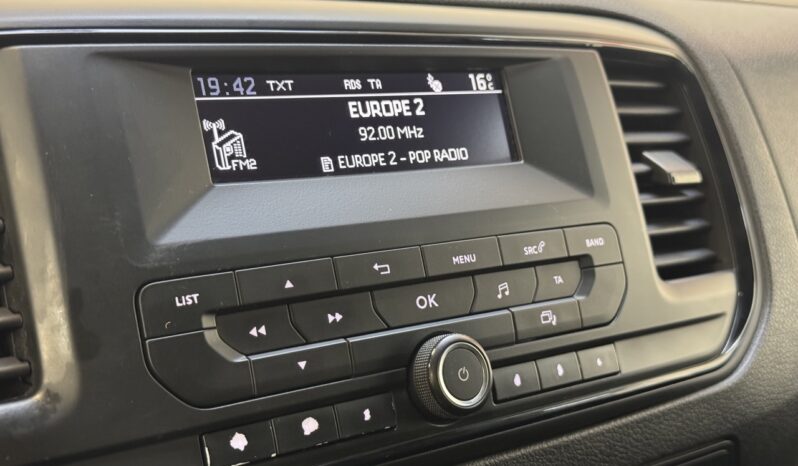 19:42 TXT RDS TA 16°C
EUROPE 2
92.00 MHz
FM2
EUROPE 2 - POP RADIO
LIST MENU SRC BAND
OK TA